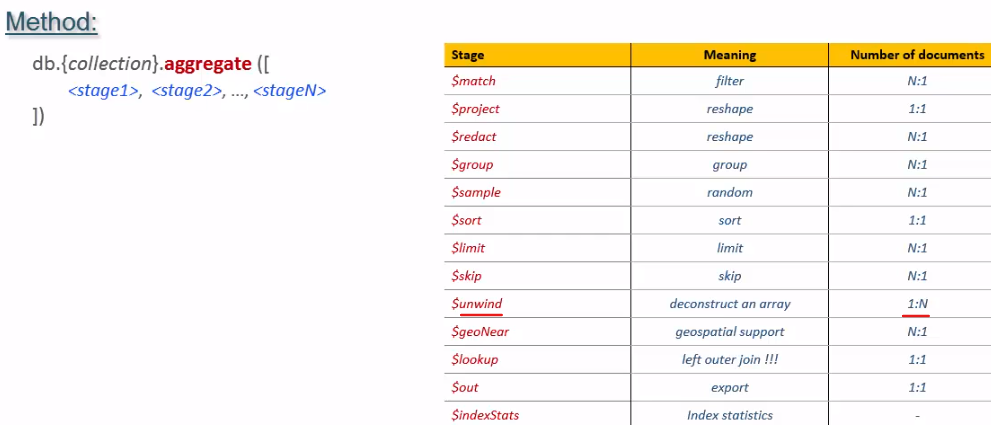 Method:
db.{collection}.aggregate ([
<stage1>, <stage2>, ..., <stageN>
])
Stage Meaning Number of documents
$match filter N:1
$project reshape 1:1
$redact reshape N:1
$group group N:1
$sample random N:1
$sort sort 1:1
$limit limit N:1
$skip skip N:1
$unwind deconstruct an array 1:N
$geoNear geospatial support N:1
$lookup left outer join !!! 1:1
$out export 1:1
$indexStats Index statistics -